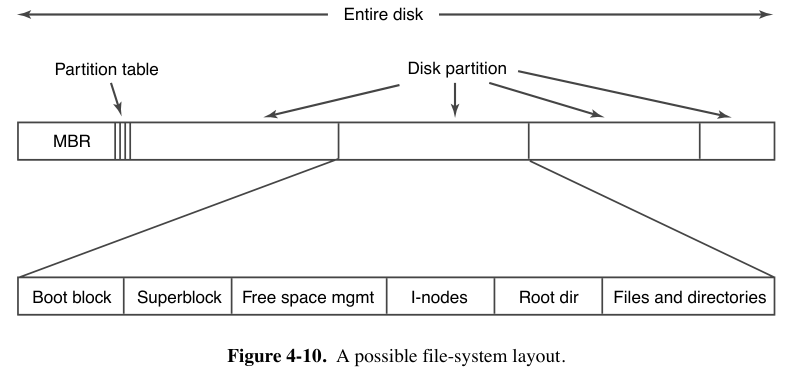 Entire disk
Partition table
Disk partition
MBR
Boot block
Superblock
Free space mgmt
I-nodes
Root dir
Files and directories
Figure 4-10. A possible file-system layout.